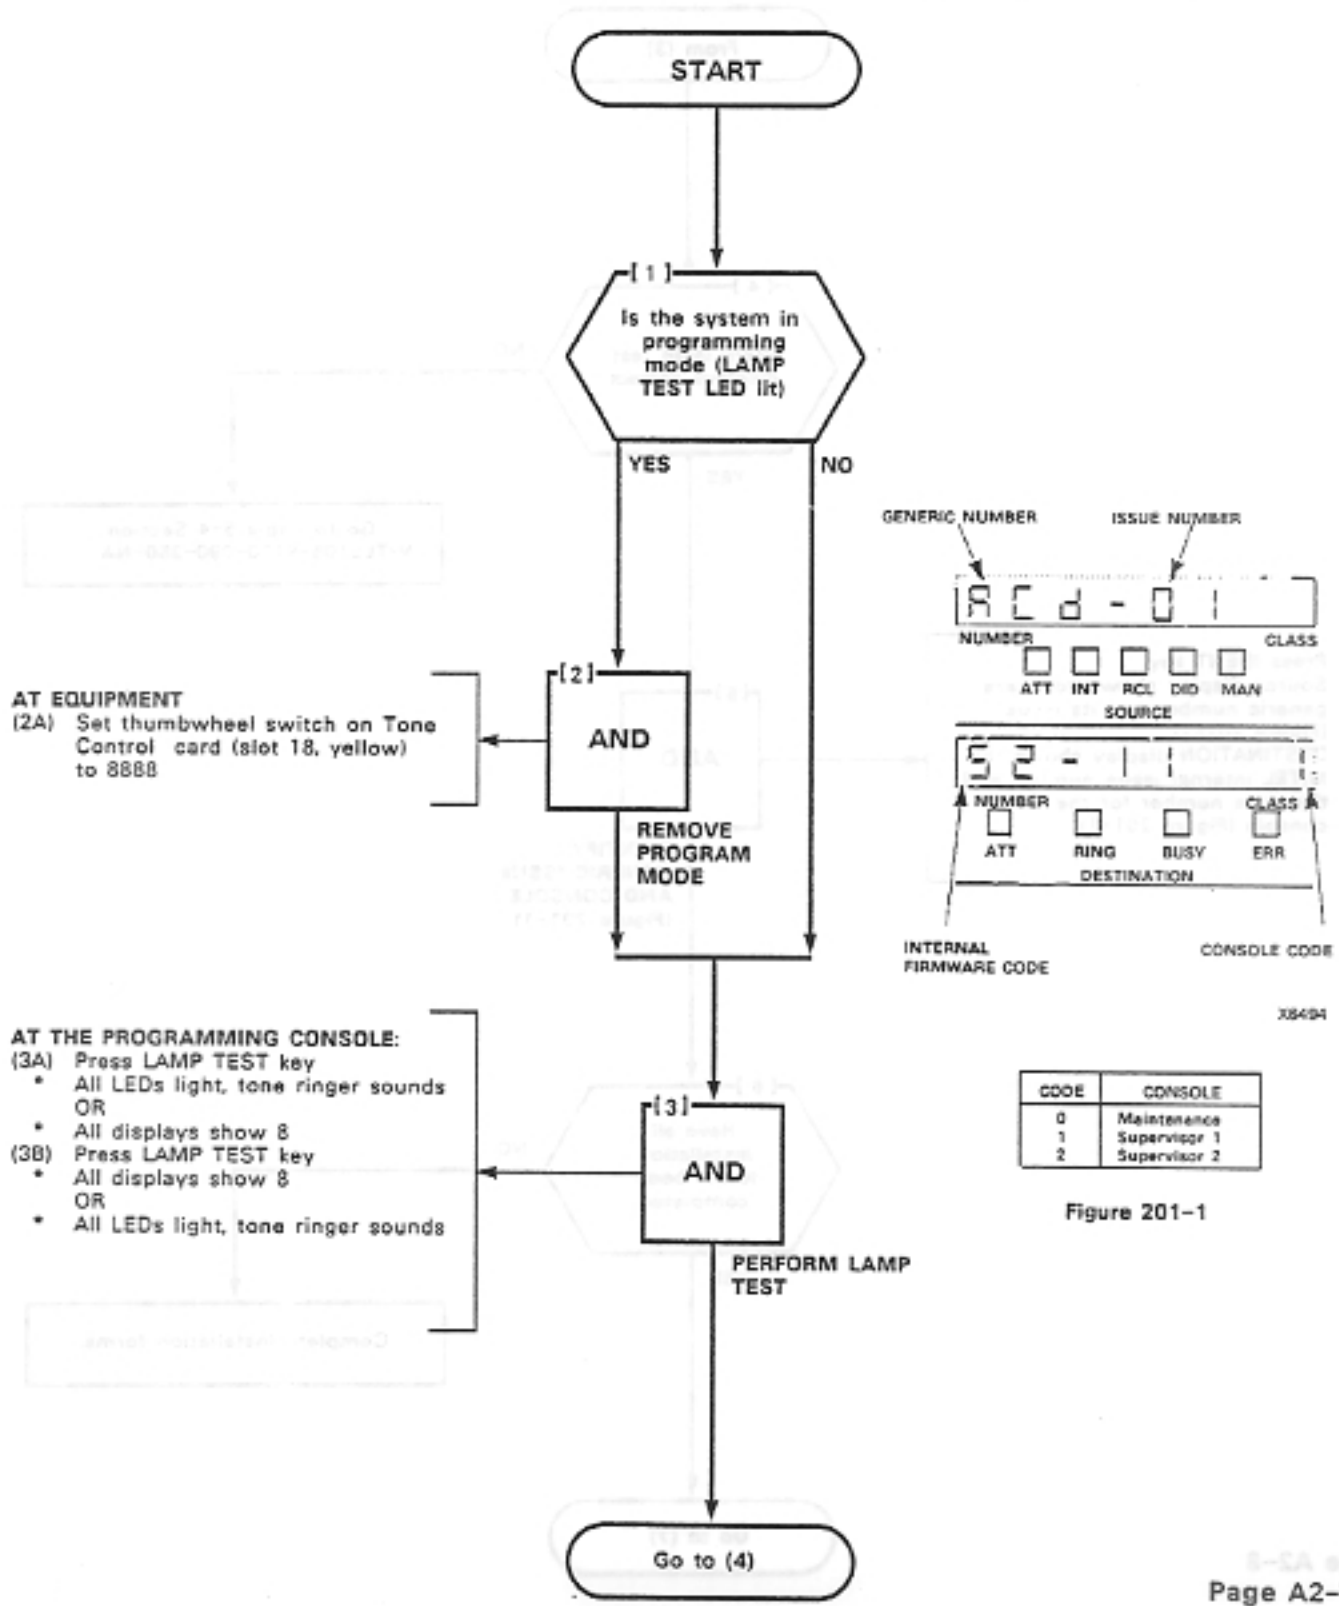 START
[1]
Is the system in
programming
mode (LAMP
TEST LED lit)
YES
NO
GENERIC NUMBER
ISSUE NUMBER
ACd-01
NUMBER
CLASS
ATT INT RCL DID MAN
SOURCE
52-11 1
NUMBER
CLASS
ATT RING BUSY ERR
DESTINATION
INTERNAL
FIRMWARE CODE
CONSOLE CODE
X6494
[2]
AND
AT EQUIPMENT
(2A) Set thumbwheel switch on Tone
Control card (slot 18, yellow)
to 8888
REMOVE
PROGRAM
MODE
AT THE PROGRAMMING CONSOLE:
(3A) Press LAMP TEST key
* All LEDs light, tone ringer sounds
OR
* All displays show 8
(3B) Press LAMP TEST key
* All displays show 8
OR
* All LEDs light, tone ringer sounds
[3]
AND
PERFORM LAMP
TEST
CODE CONSOLE
0 Maintenance
1 Supervisor 1
2 Supervisor 2
Figure 201-1
Go to (4)
Page A2-